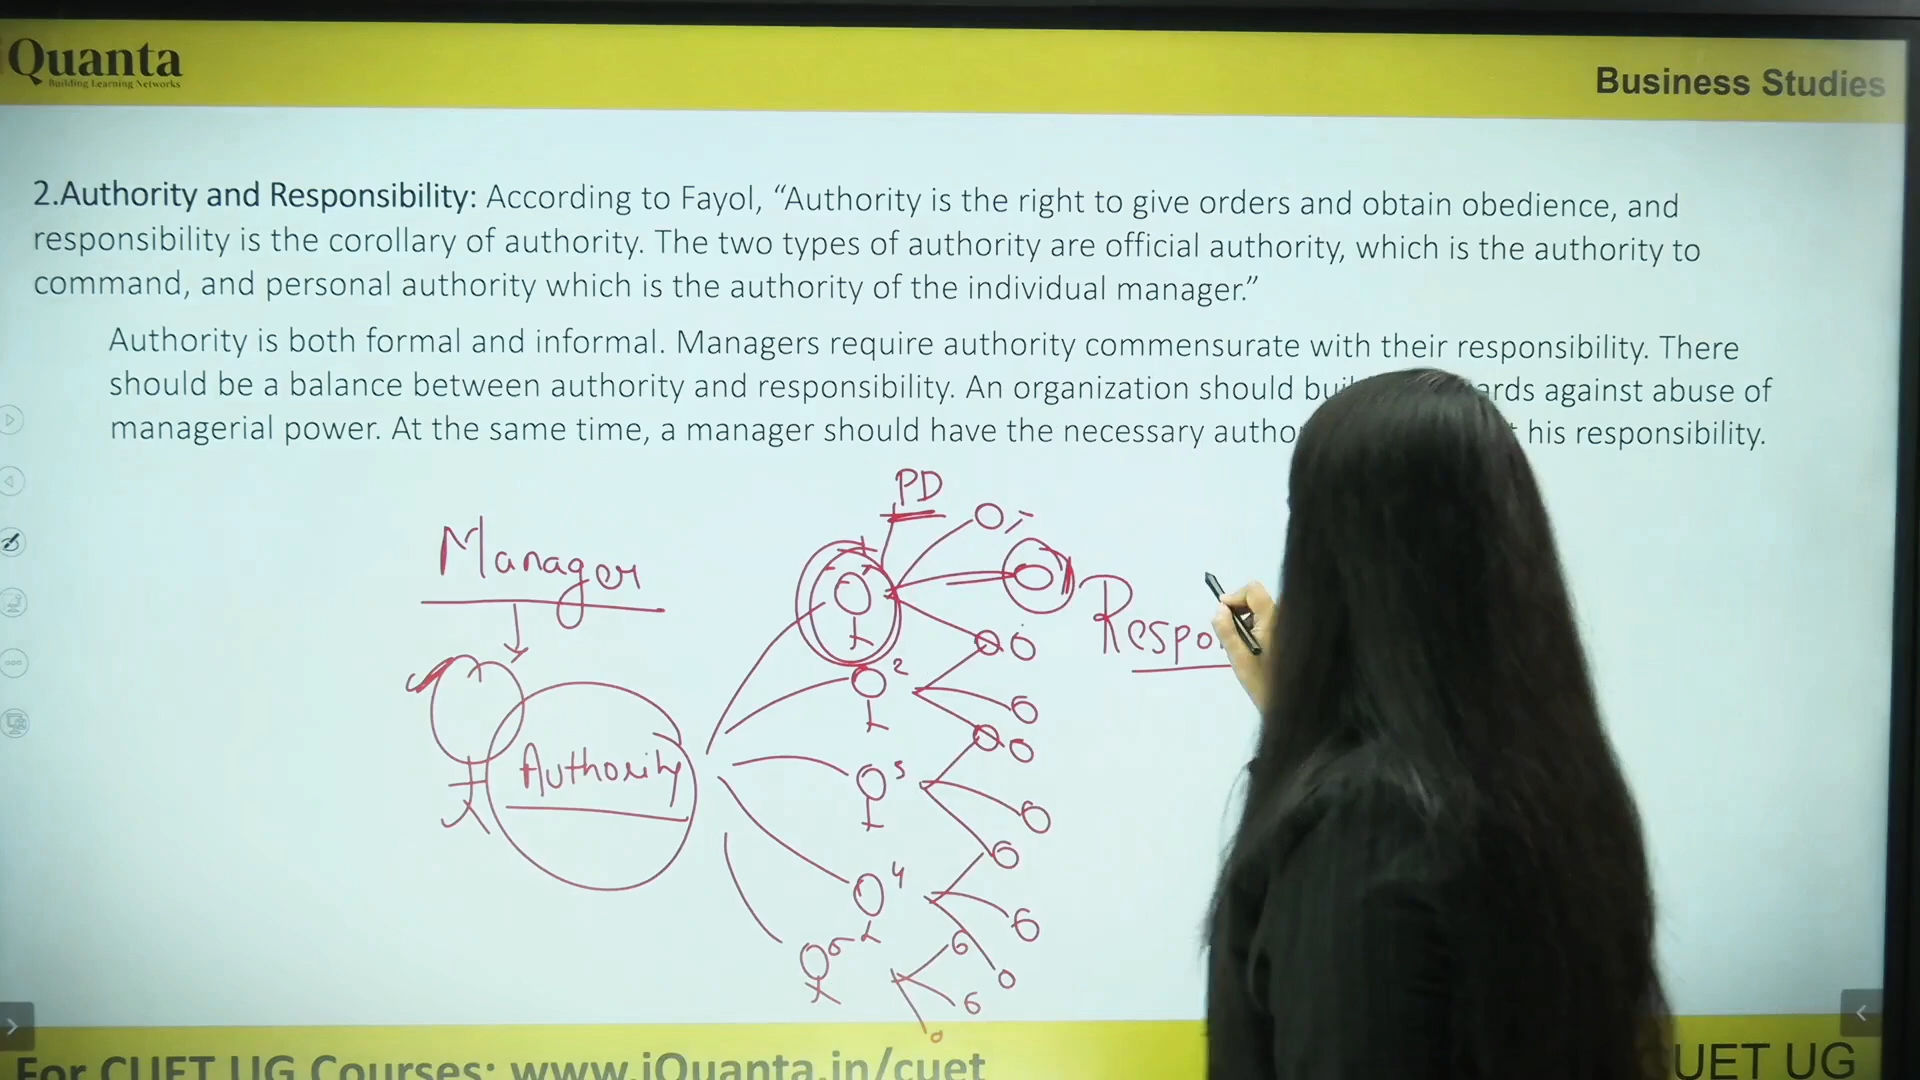 Quanta
Building Learning Networks
Business Studies
2.Authority and Responsibility: According to Fayol, “Authority is the right to give orders and obtain obedience, and
responsibility is the corollary of authority. The two types of authority are official authority, which is the authority to
command, and personal authority which is the authority of the individual manager.”
Authority is both formal and informal. Managers require authority commensurate with their responsibility. There
should be a balance between authority and responsibility. An organization should against abuse of
managerial power. At the same time, a manager should have the necessary his responsibility.
PD
Manager
Respo
2
Authority
3
4
For CUET UG Courses: www.iQuanta.in/cuet
UET UG